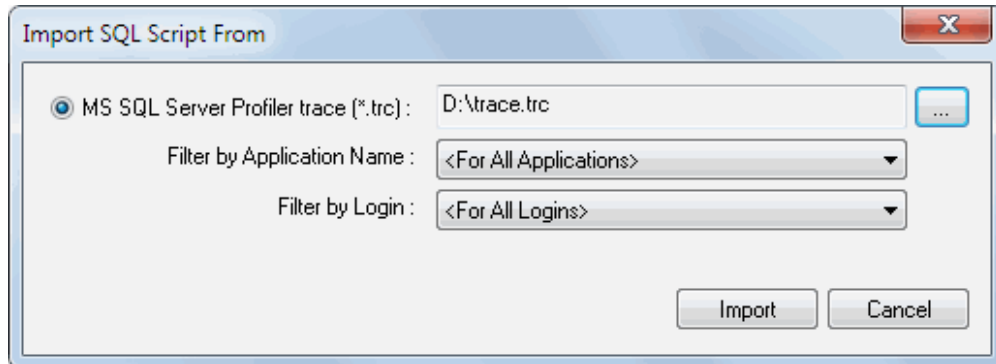 Import SQL Script From
MS SQL Server Profiler trace (*.trc) : D:\trace.trc ...
Filter by Application Name : <For All Applications>
Filter by Login : <For All Logins>
Import Cancel